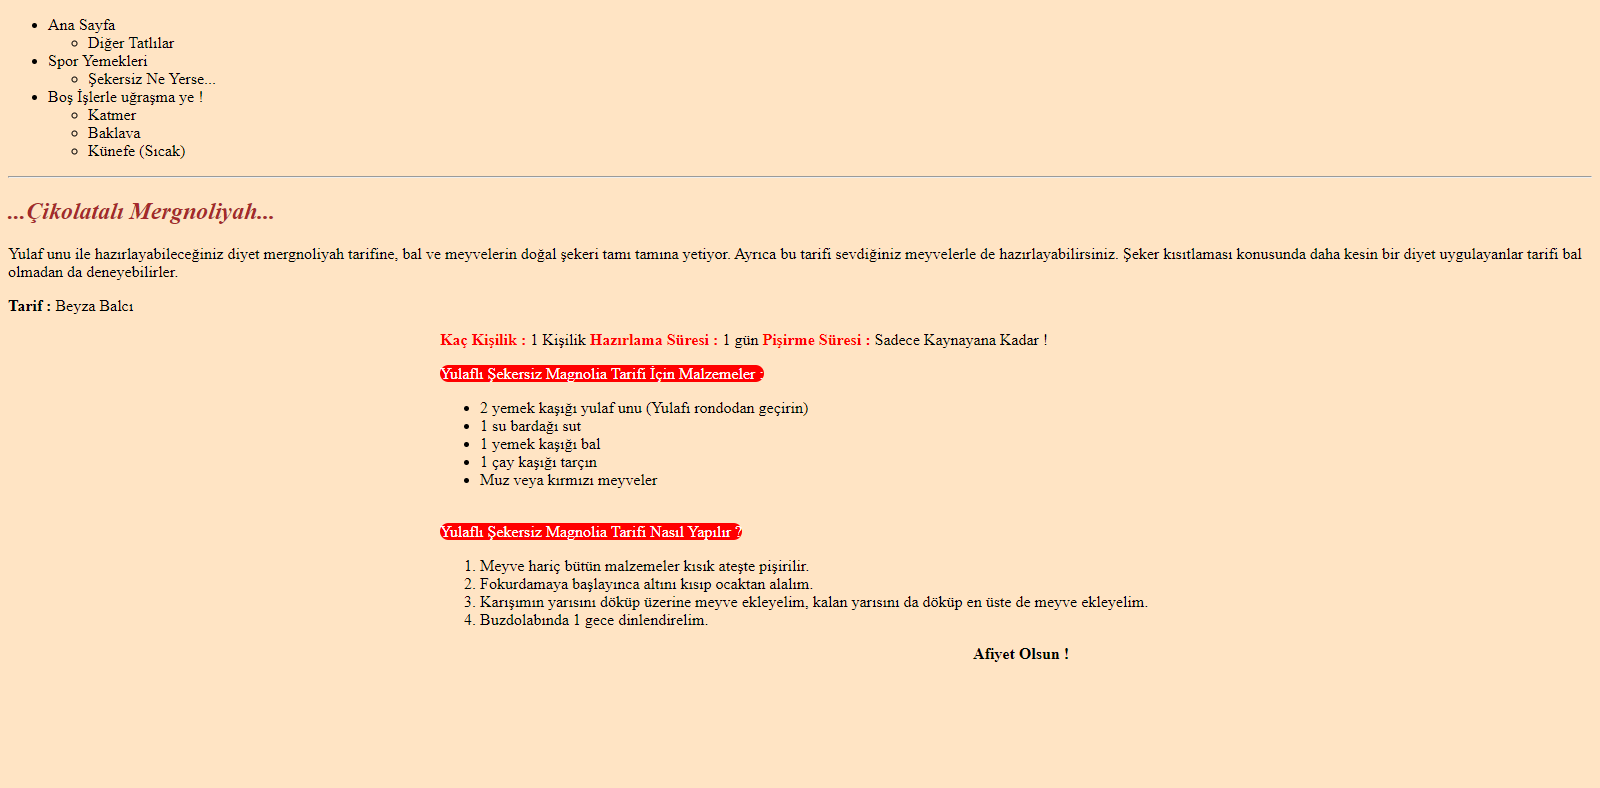 Ana Sayfa
Diğer Tatlılar
Spor Yemekleri
Şekersiz Ne Yerse...
Boş İşlerle uğraşma ye !
Katmer
Baklava
Künefe (Sıcak)
...Çikolatalı Mergnoliyah...
Yulaf unu ile hazırlayabileceğiniz diyet mergnoliyah tarifine, bal ve meyvelerin doğal şekeri tamı tamına yetiyor. Ayrıca bu tarifi sevdiğiniz meyvelerle de hazırlayabilirsiniz. Şeker kısıtlaması konusunda daha kesin bir diyet uygulayanlar tarifi bal
olmadan da deneyebilirler.
Tarif : Beyza Balcı
Kaç Kişilik : 1 Kişilik Hazırlama Süresi : 1 gün Pişirme Süresi : Sadece Kaynayana Kadar !
Yulaflı Şekersiz Magnolia Tarifi İçin Malzemeler :
2 yemek kaşığı yulaf unu (Yulafı rondodan geçirin)
1 su bardağı sut
1 yemek kaşığı bal
1 çay kaşığı tarçın
Muz veya kırmızı meyveler
Yulaflı Şekersiz Magnolia Tarifi Nasıl Yapılır ?
1. Meyve hariç bütün malzemeler kısık ateşte pişirilir.
2. Fokurdamaya başlayınca altını kısıp ocaktan alalım.
3. Karışımın yarısını döküp üzerine meyve ekleyelim, kalan yarısını da döküp en üste de meyve ekleyelim.
4. Buzdolabında 1 gece dinlendirelim.
Afiyet Olsun !